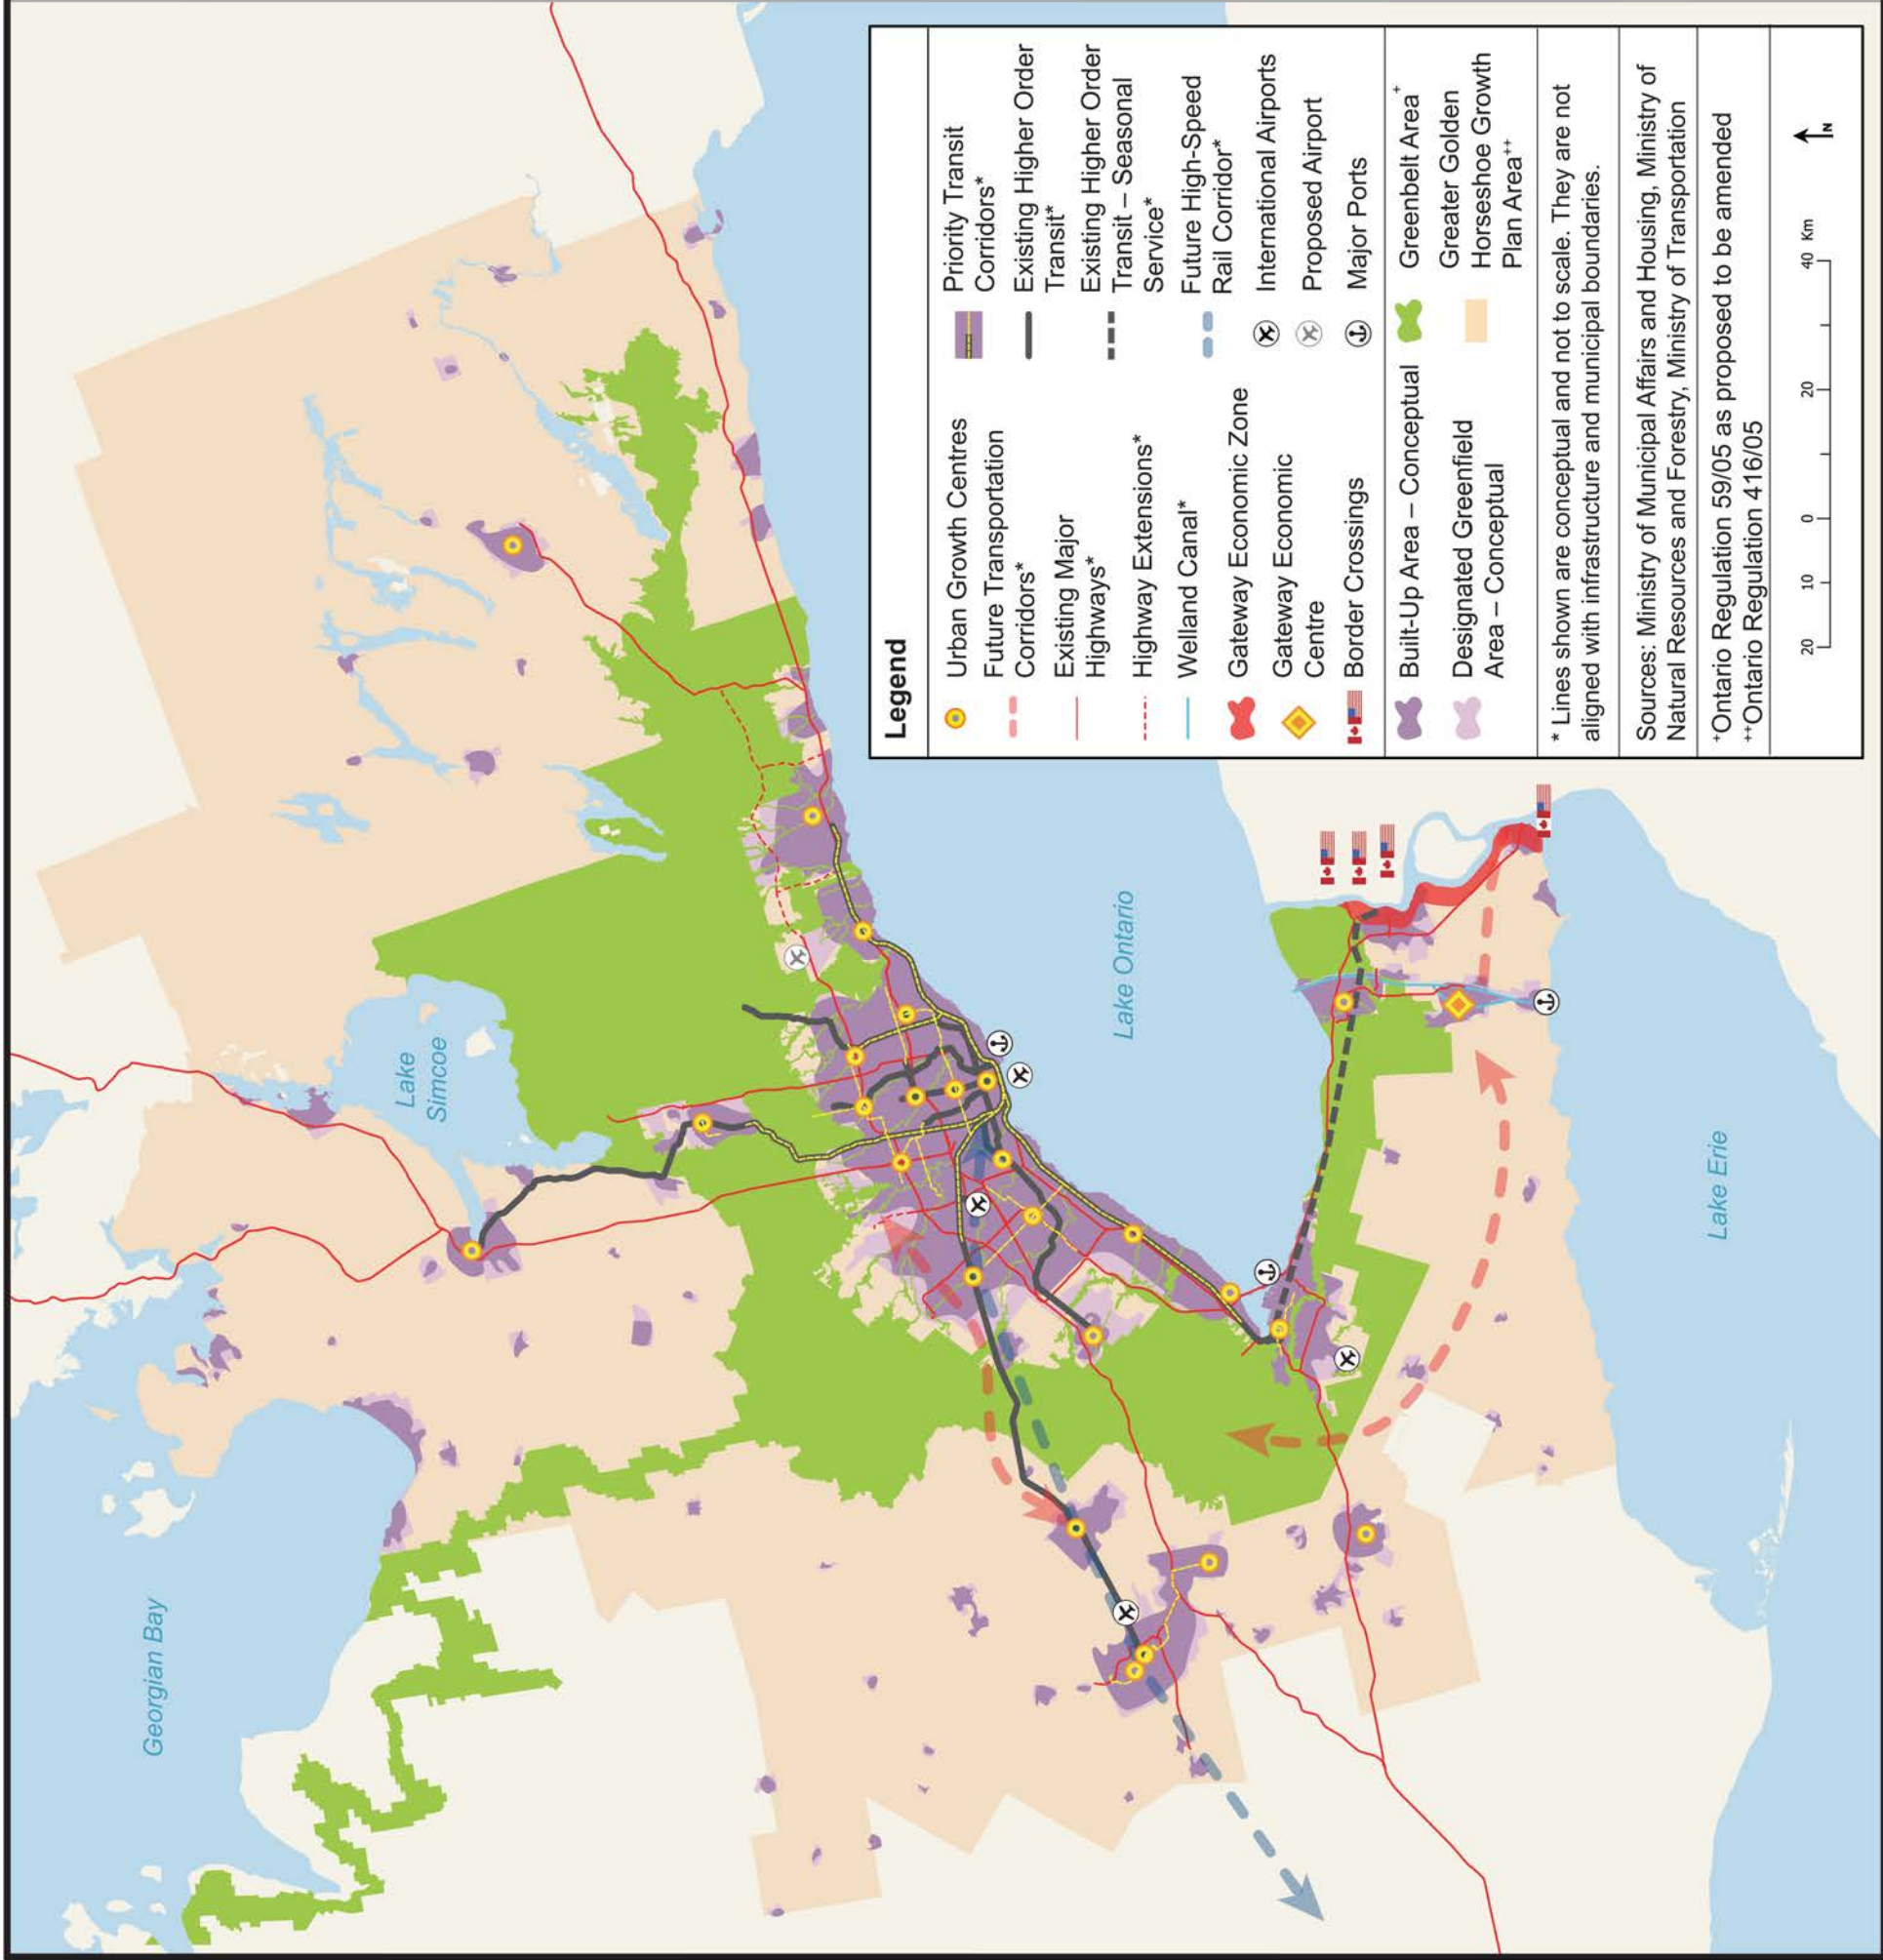 Georgian Bay
Lake
Simcoe
Lake Ontario
Lake Erie
Legend
Urban Growth Centres
Future Transportation
Corridors*
Existing Major
Highways*
Highway Extensions*
Welland Canal*
Gateway Economic Zone
Gateway Economic
Centre
Border Crossings
Priority Transit
Corridors*
Existing Higher Order
Transit*
Existing Higher Order
Transit – Seasonal
Service*
Future High-Speed
Rail Corridor*
International Airports
Proposed Airport
Major Ports
Built-Up Area – Conceptual
Designated Greenfield
Area – Conceptual
Greenbelt Area+
Greater Golden
Horseshoe Growth
Plan Area++
* Lines shown are conceptual and not to scale. They are not
aligned with infrastructure and municipal boundaries.
Sources: Ministry of Municipal Affairs and Housing, Ministry of
Natural Resources and Forestry, Ministry of Transportation
+Ontario Regulation 59/05 as proposed to be amended
++Ontario Regulation 416/05
20 10 0 20 40 Km
N